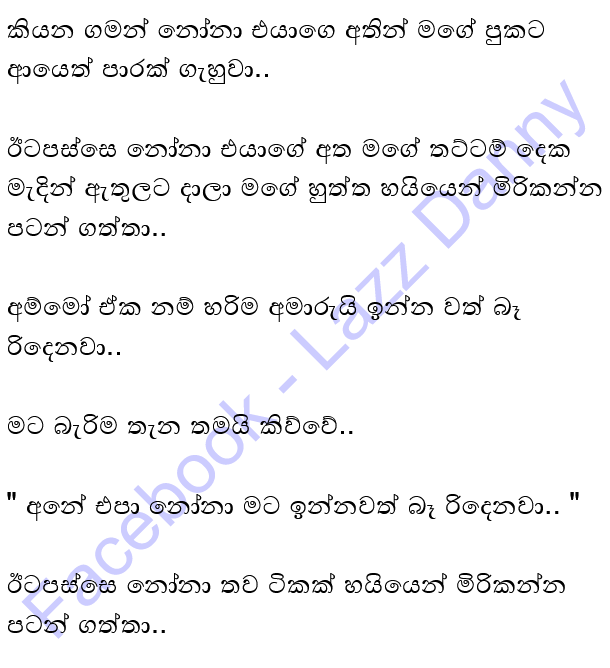 කියන ගමන් නෝනා එයාගෙ අතින් මගේ පුකට
ආයෙත් පාරක් ගැහුවා..
ඊටපස්සෙ නෝනා එයාගේ අත මගේ තට්ටම් දෙක
මැදින් ඇතුලට දාලා මගේ හුත්ත හයියෙන් මිරිකන්න
පටන් ගත්තා..
අම්මෝ ඒක නම් හරිම අමාරුයි ඉන්න වත් බෑ
රිදෙනවා..
මට බැරිම තැන තමයි කිව්වේ..
" අනේ එපා නෝනා මට ඉන්නවත් බෑ රිදෙනවා.. "
ඊටපස්සෙ නෝනා තව ටිකක් හයියෙන් මිරිකන්න
පටන් ගත්තා..
Facebook - Lazz Danny